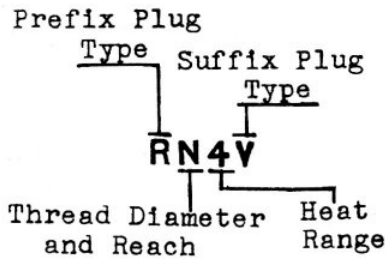 Prefix Plug
Type
Suffix Plug
Type
RN4V
Thread Diameter
and Reach
Heat
Range